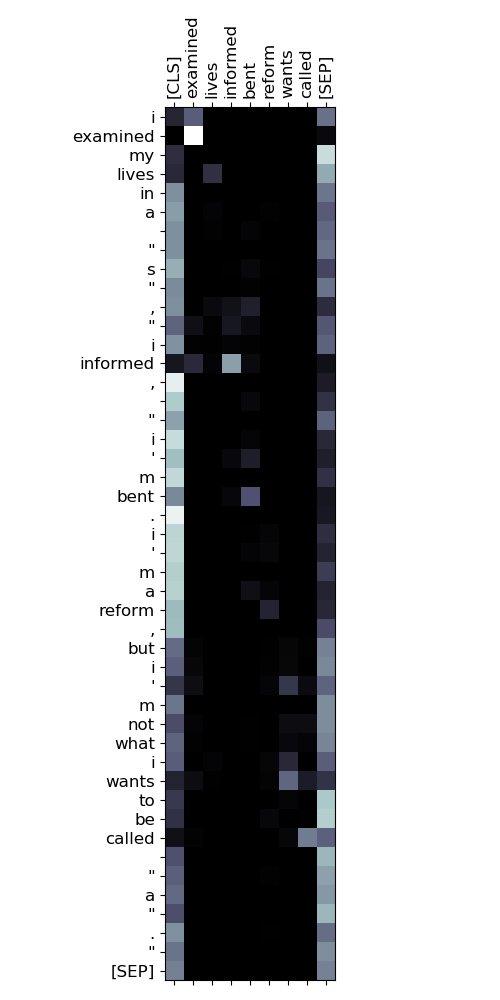 [CLS] examined lives informed bent reform wants called [SEP]
i
examined
my
lives
in
a
"
s
"
,
"
i
informed
,
"
i
'
m
bent
.
i
'
m
a
reform
,
but
i
'
m
not
what
i
wants
to
be
called
"
a
"
.
"
[SEP]